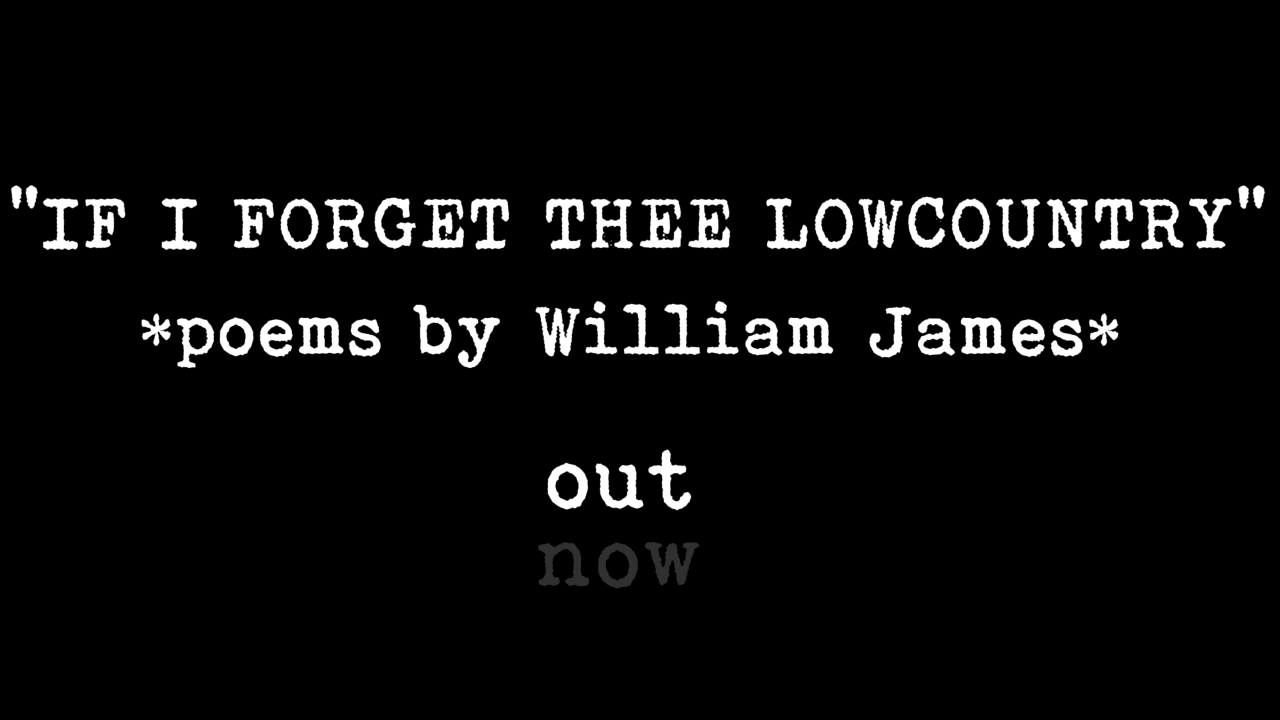 "IF I FORGET THEE LOWCOUNTRY"
*poems by William James*
out
now